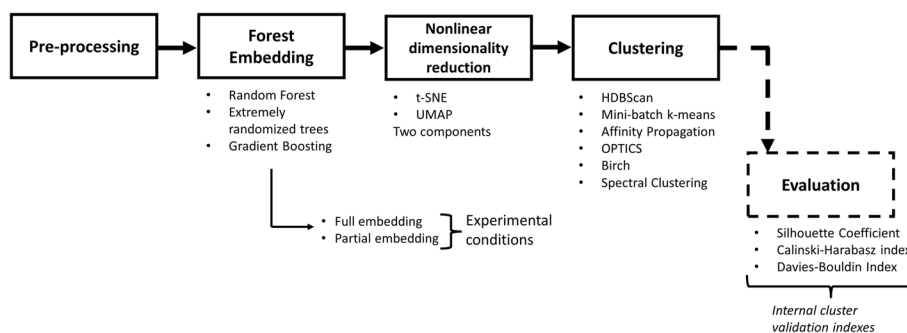 Pre-processing
Forest
Embedding
Nonlinear
dimensionality
reduction
Clustering
• Random Forest
• Extremely
randomized trees
• Gradient Boosting
• t-SNE
• UMAP
Two components
• HDBScan
• Mini-batch k-means
• Affinity Propagation
• OPTICS
• Birch
• Spectral Clustering
• Full embedding
• Partial embedding
Experimental
conditions
Evaluation
• Silhouette Coefficient
• Calinski-Harabasz index
• Davies-Bouldin Index
Internal cluster
validation indexes